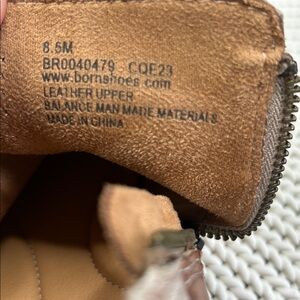 8.5M
BR0040479 CQE23
www.bornshoes.com
LEATHER UPPER
BALANCE MAN MADE MATERIALS
MADE IN CHINA